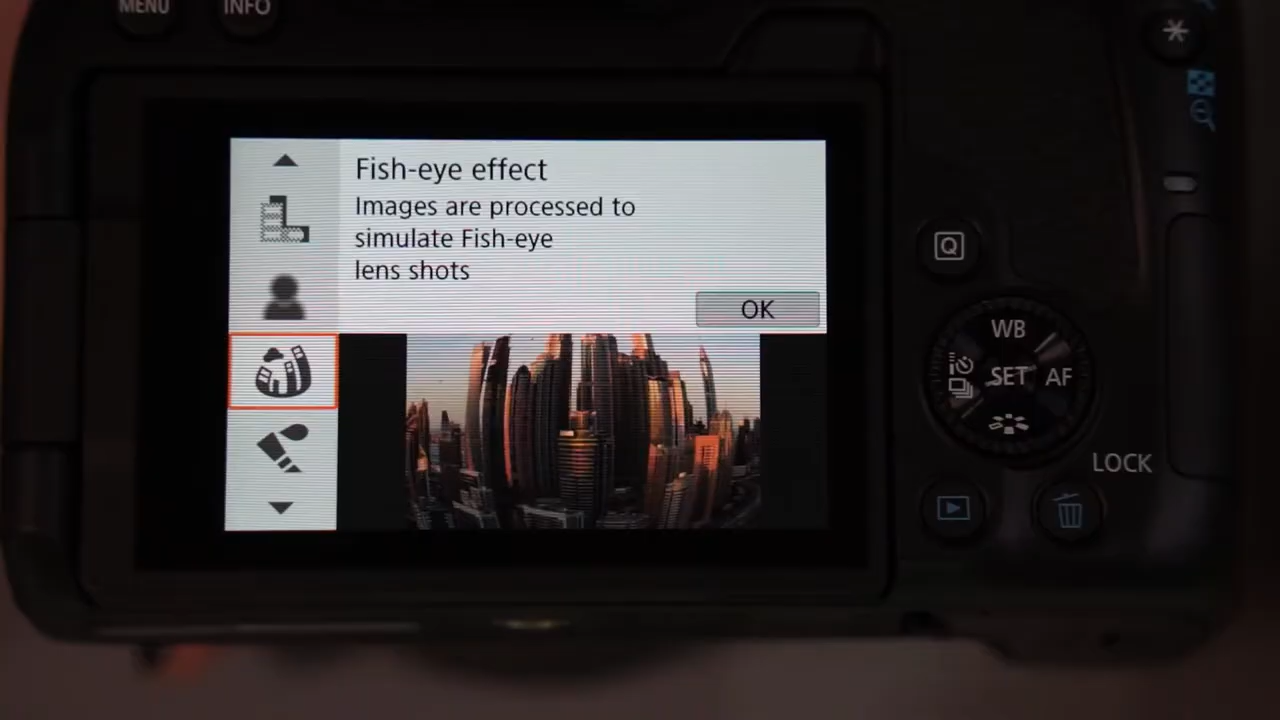 MENU
INFO
Fish-eye effect
Images are processed to
simulate Fish-eye
lens shots
OK
Q
WB
SET
AF
LOCK